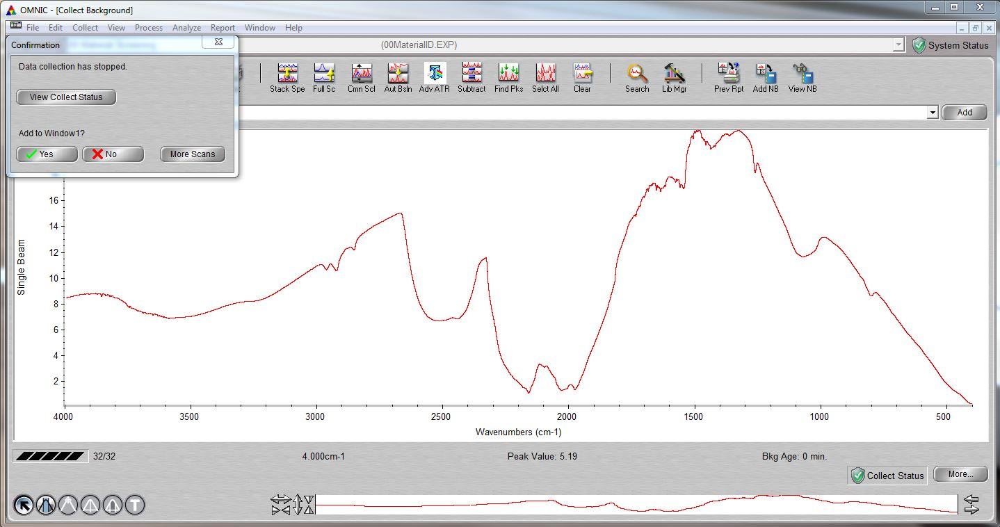 OMNIC - [Collect Background]
File Edit Collect View Process Analyze Report Window Help
Confirmation
(00MaterialID.EXP)
System Status
Data collection has stopped.
View Collect Status
Add to Window1?
Yes No More Scans
Stack Spe Full Sc Cmn Scl Aut Bsln Adv ATR Subtract Find Pks Selct All Clear Search Lib Mgr Prev Rpt Add NB View NB
Add
16
14
12
10
8
6
4
2
Single Beam
4000 3500 3000 2500 2000 1500 1000 500
Wavenumbers (cm-1)
32/32 4.000cm-1 Peak Value: 5.19 Bkg Age: 0 min.
Collect Status More...
T